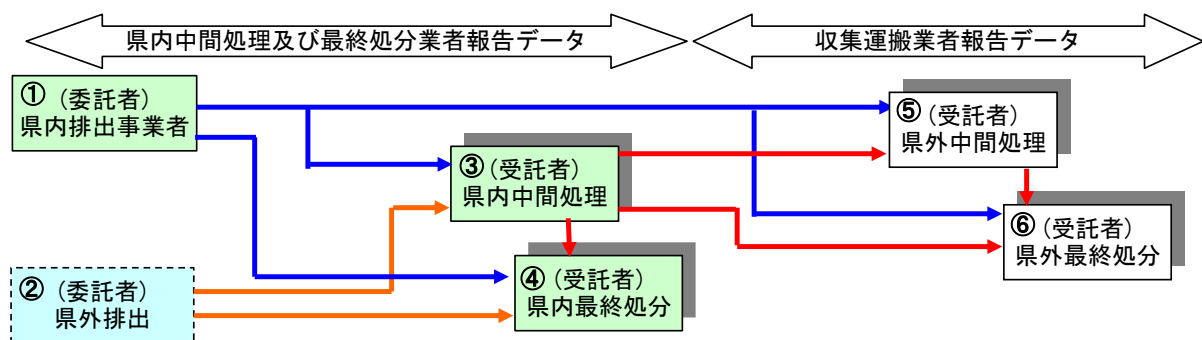 県内中間処理及び最終処分業者報告データ
収集運搬業者報告データ
① (委託者)
県内排出事業者
⑤ (受託者)
県外中間処理
③ (受託者)
県内中間処理
⑥ (受託者)
県外最終処分
④ (受託者)
県内最終処分
② (委託者)
県外排出